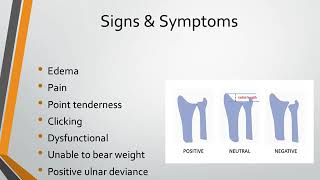 Signs & Symptoms
Edema
Pain
Point tenderness
Clicking
Dysfunctional
Unable to bear weight
Positive ulnar deviance
POSITIVE
NEUTRAL
NEGATIVE